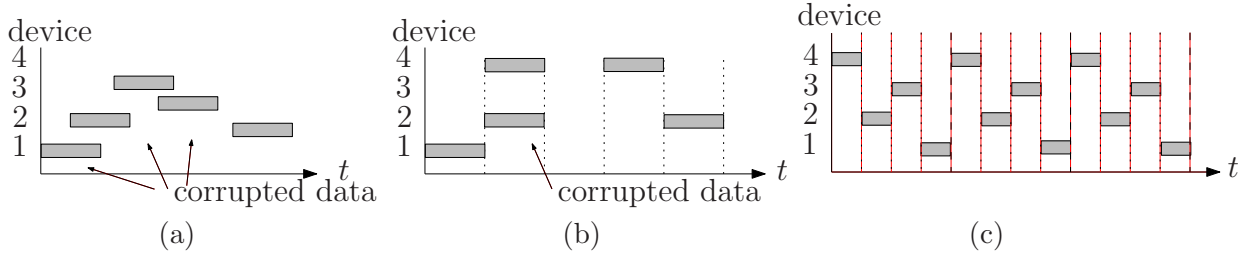 device
4
3
2
1
t
corrupted data
(a)
device
4
3
2
1
t
corrupted data
(b)
device
4
3
2
1
t
(c)